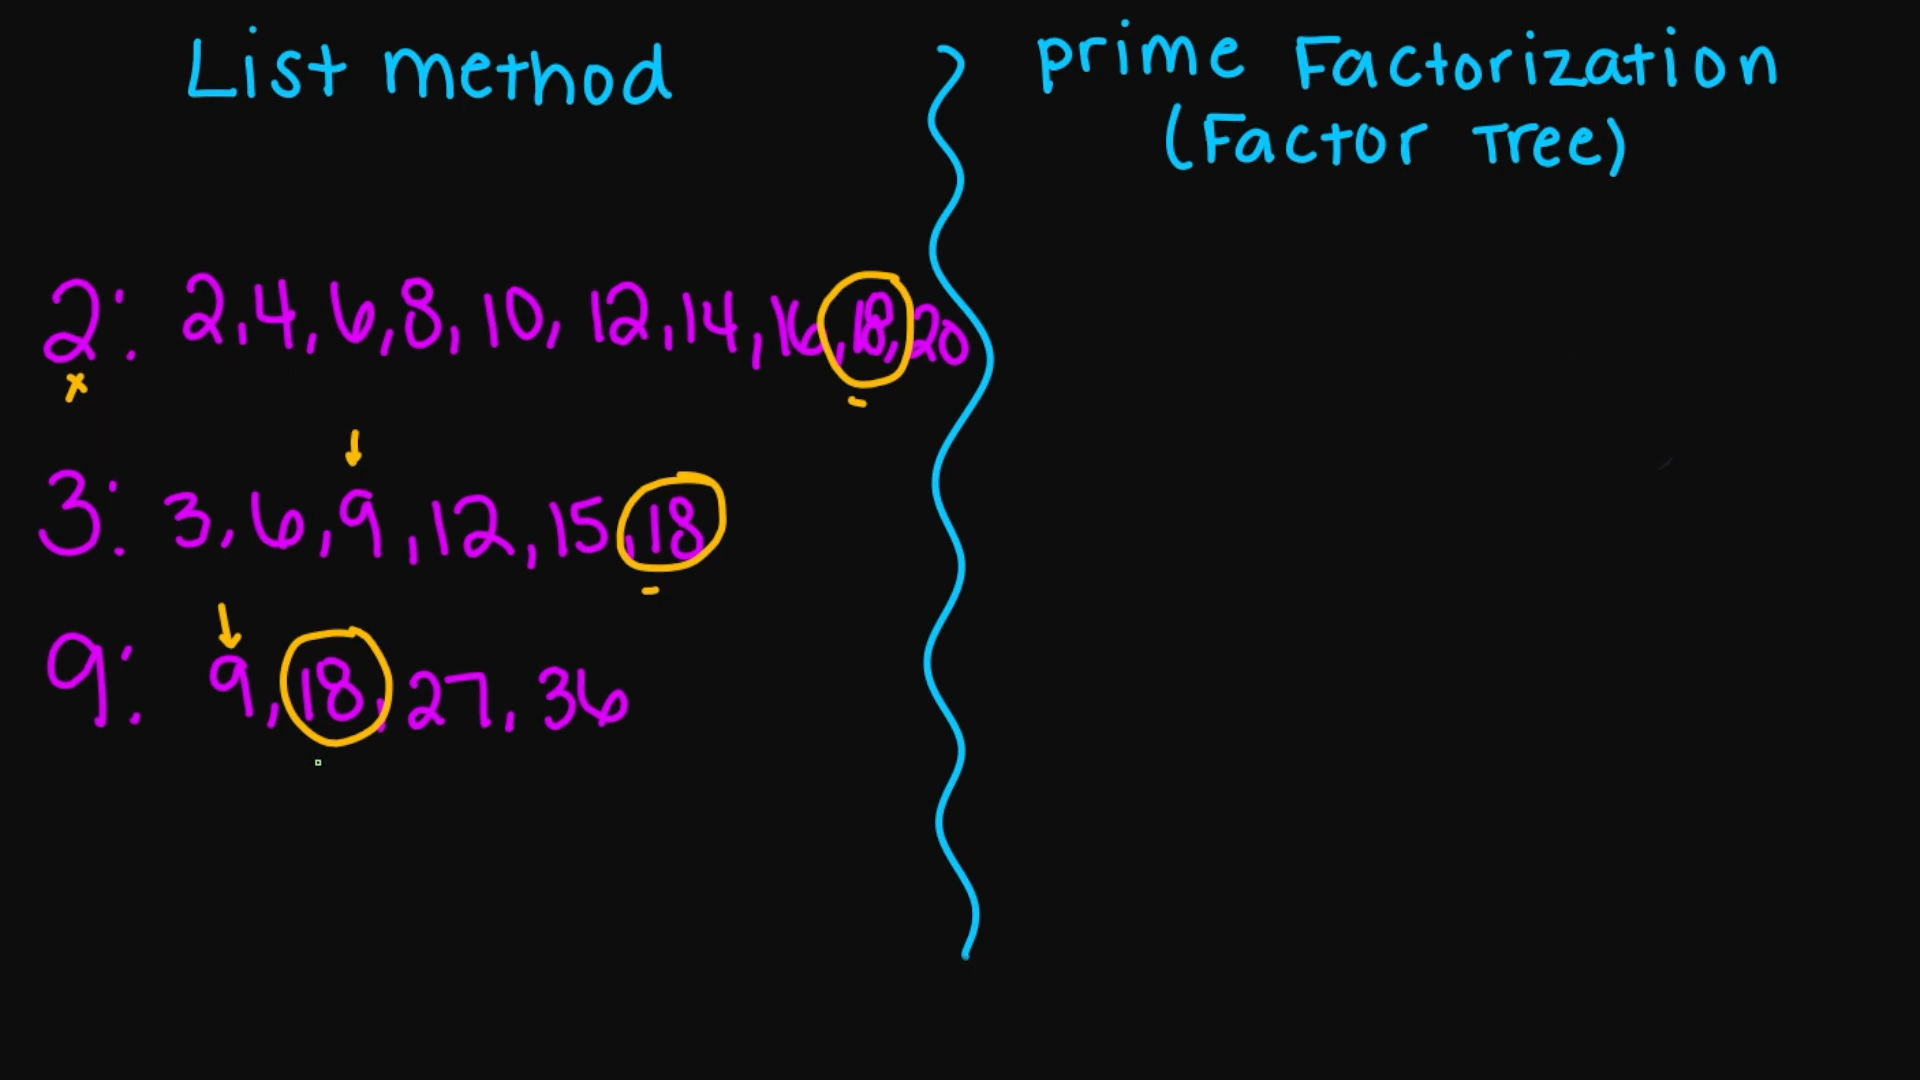 List method
prime Factorization
(Factor Tree)
2: 2,4,6,8,10,12,14,16,18,20
x
3: 3,6,9,12,15,18
9: 9,18,27,36